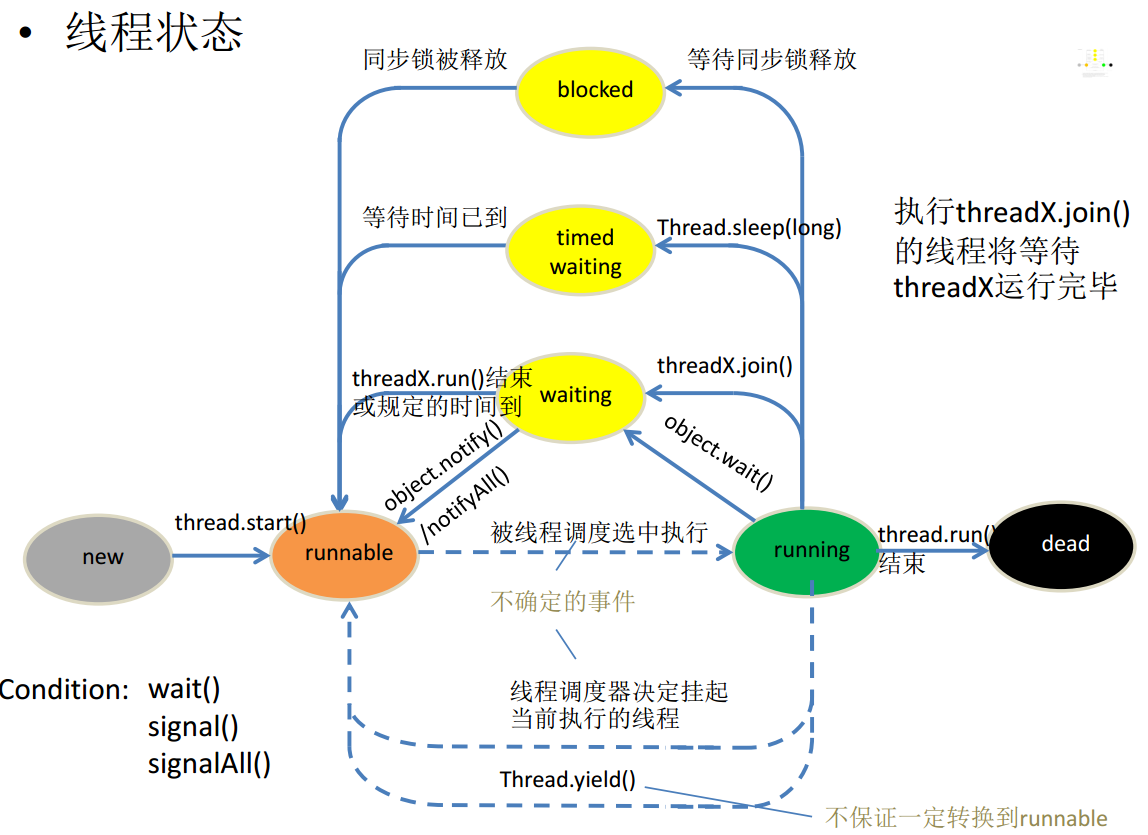 • 线程状态
同步锁被释放
blocked
等待同步锁释放
等待时间已到
timed
waiting
Thread.sleep(long)
执行threadX.join()
的线程将等待
threadX运行完毕
threadX.run()结束
或规定的时间到
waiting
threadX.join()
object.notify()
/notifyAll()
object.wait()
new
thread.start()
runnable
被线程调度选中执行
running
thread.run()
结束
dead
不确定的事件
线程调度器决定挂起
当前执行的线程
Condition: wait()
signal()
signalAll()
Thread.yield()
不保证一定转换到runnable